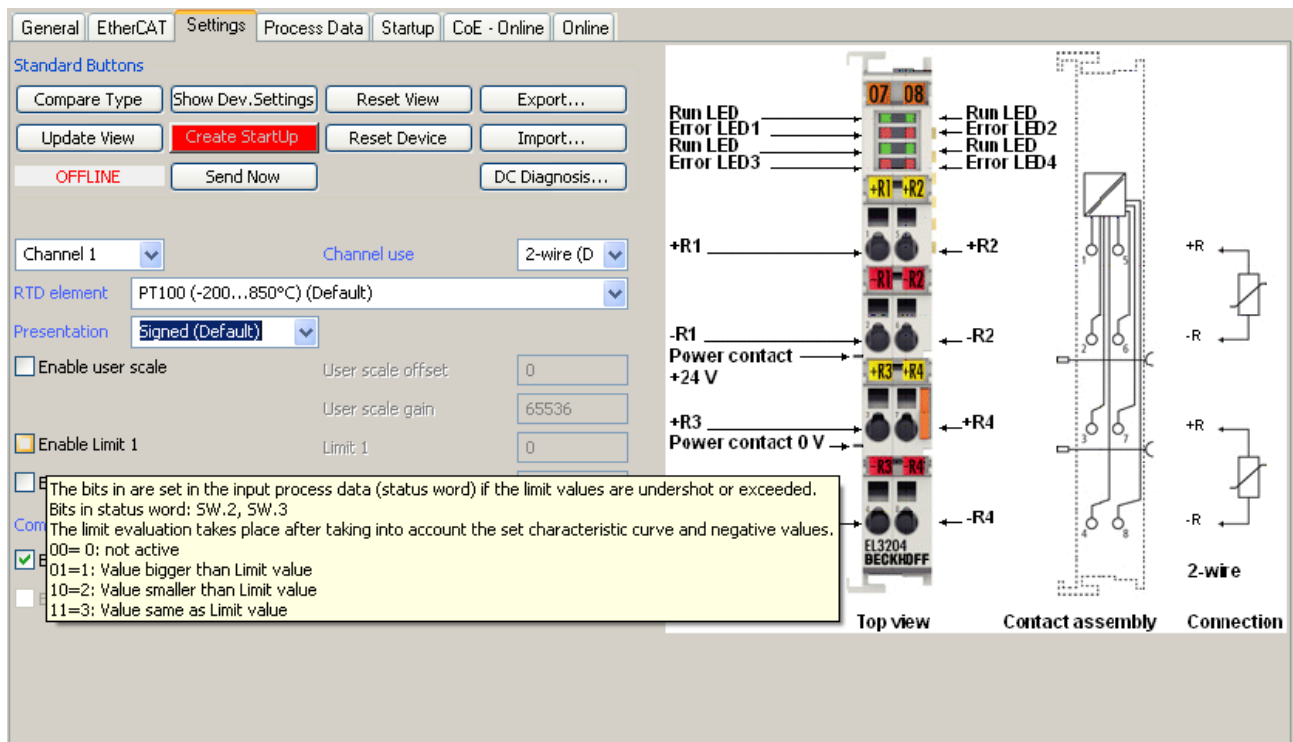 General EtherCAT Settings Process Data Startup CoE - Online Online
Standard Buttons
Compare Type Show Dev.Settings Reset View Export...
Update View Create StartUp Reset Device Import...
OFFLINE Send Now DC Diagnosis...
Channel 1 Channel use 2-wire (D
RTD element PT100 (-200...850°C) (Default)
Presentation Signed (Default)
Enable user scale User scale offset 0
User scale gain 65536
Enable Limit 1 Limit 1 0
The bits in are set in the input process data (status word) if the limit values are undershot or exceeded.
Bits in status word: SW.2, SW.3
The limit evaluation takes place after taking into account the set characteristic curve and negative values.
00= 0: not active
01=1: Value bigger than Limit value
10=2: Value smaller than Limit value
11=3: Value same as Limit value
07 08
Run LED Run LED
Error LED1 Error LED2
Run LED Run LED
Error LED3 Error LED4
+R1 +R2
+R1 +R2
-R1 -R2
-R1 -R2
Power contact
+24 V
+R3 +R4
+R3 +R4
Power contact 0 V
-R3 -R4
-R4
EL3204
BECKHOFF
Top view
1 5
2 6
3 7
4 8
Contact assembly
+R
-R
+R
-R
2-wire
Connection